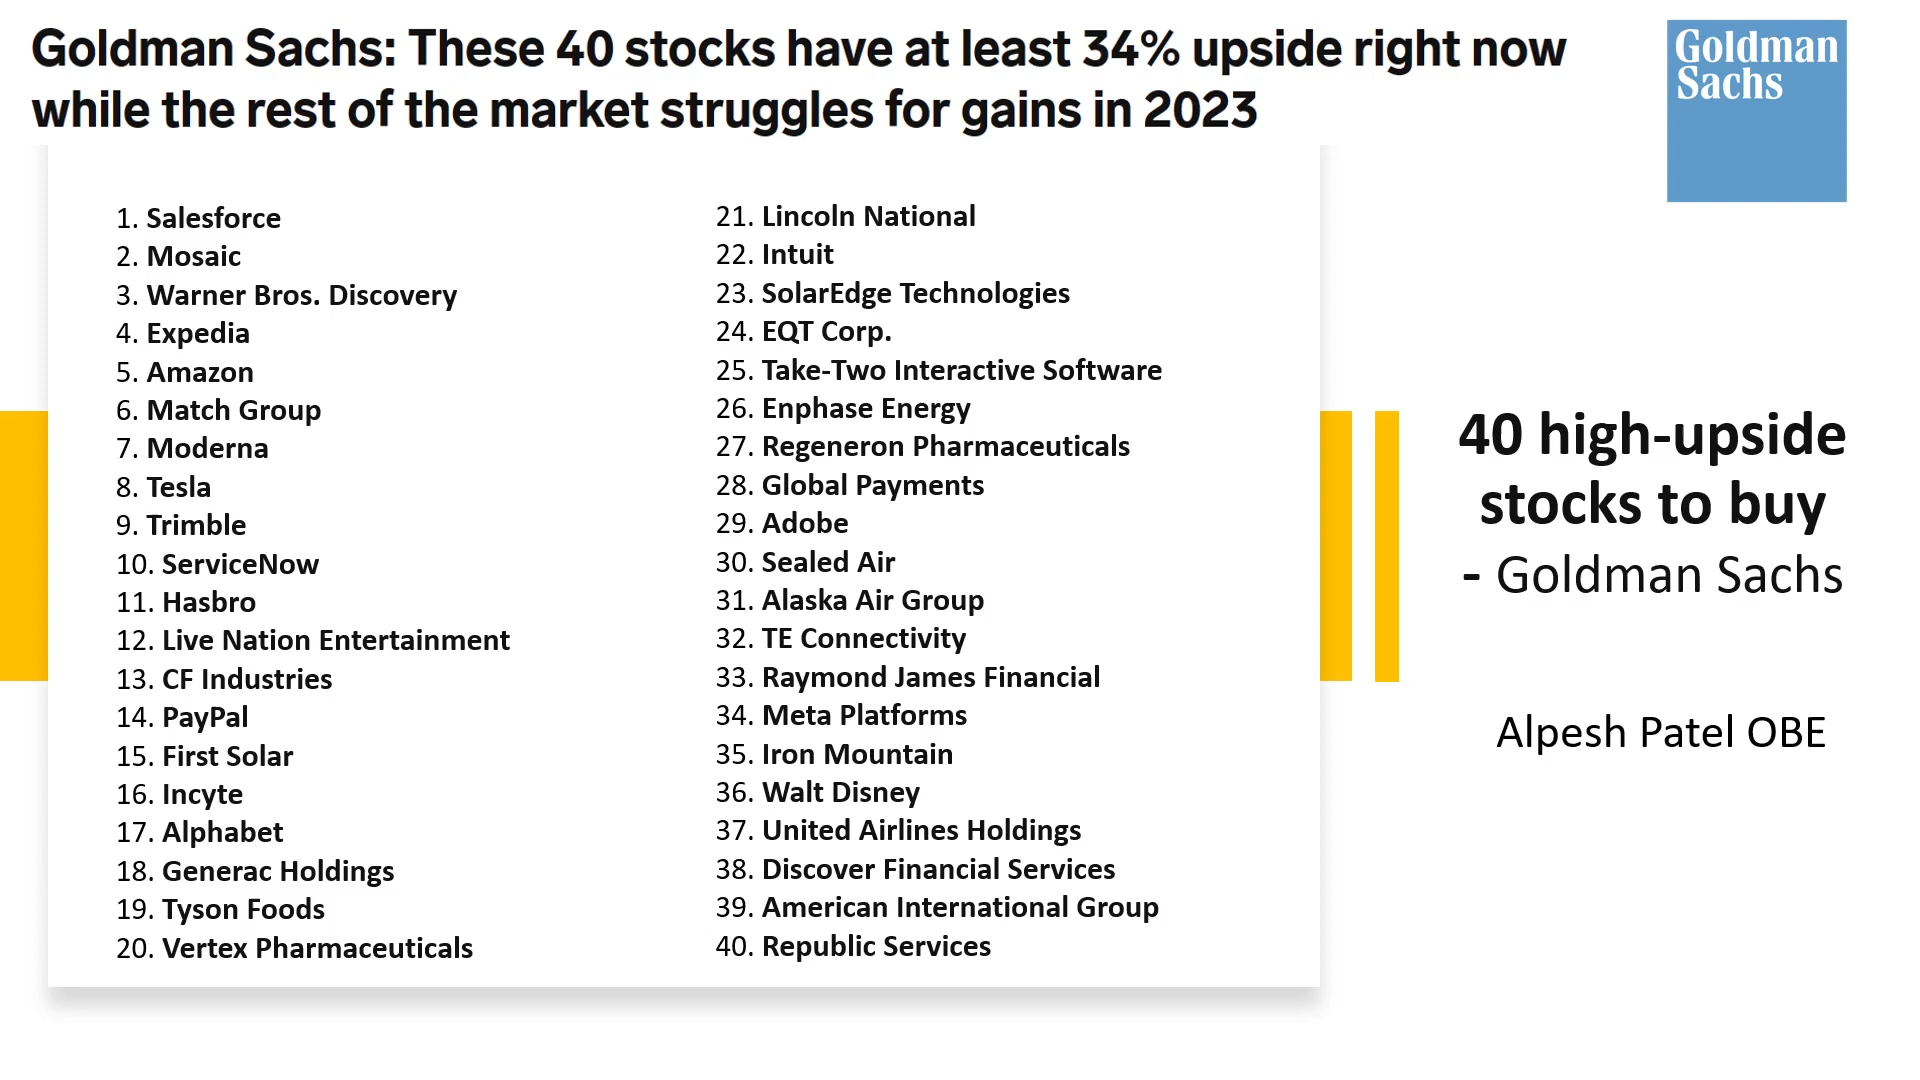 Goldman Sachs: These 40 stocks have at least 34% upside right now
while the rest of the market struggles for gains in 2023
Goldman
Sachs
1. Salesforce
2. Mosaic
3. Warner Bros. Discovery
4. Expedia
5. Amazon
6. Match Group
7. Moderna
8. Tesla
9. Trimble
10. ServiceNow
11. Hasbro
12. Live Nation Entertainment
13. CF Industries
14. PayPal
15. First Solar
16. Incyte
17. Alphabet
18. Generac Holdings
19. Tyson Foods
20. Vertex Pharmaceuticals
21. Lincoln National
22. Intuit
23. SolarEdge Technologies
24. EQT Corp.
25. Take-Two Interactive Software
26. Enphase Energy
27. Regeneron Pharmaceuticals
28. Global Payments
29. Adobe
30. Sealed Air
31. Alaska Air Group
32. TE Connectivity
33. Raymond James Financial
34. Meta Platforms
35. Iron Mountain
36. Walt Disney
37. United Airlines Holdings
38. Discover Financial Services
39. American International Group
40. Republic Services
40 high-upside
stocks to buy
- Goldman Sachs
Alpesh Patel OBE